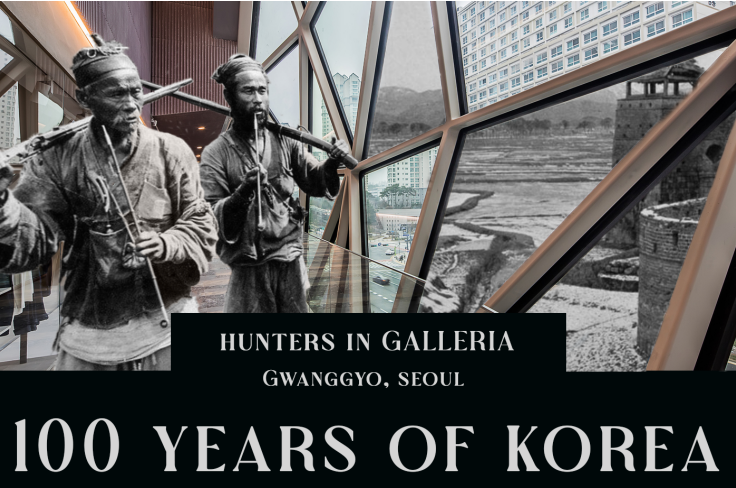 HUNTERS IN GALLERIA
GWANGGYO, SEOUL
100 YEARS OF KOREA